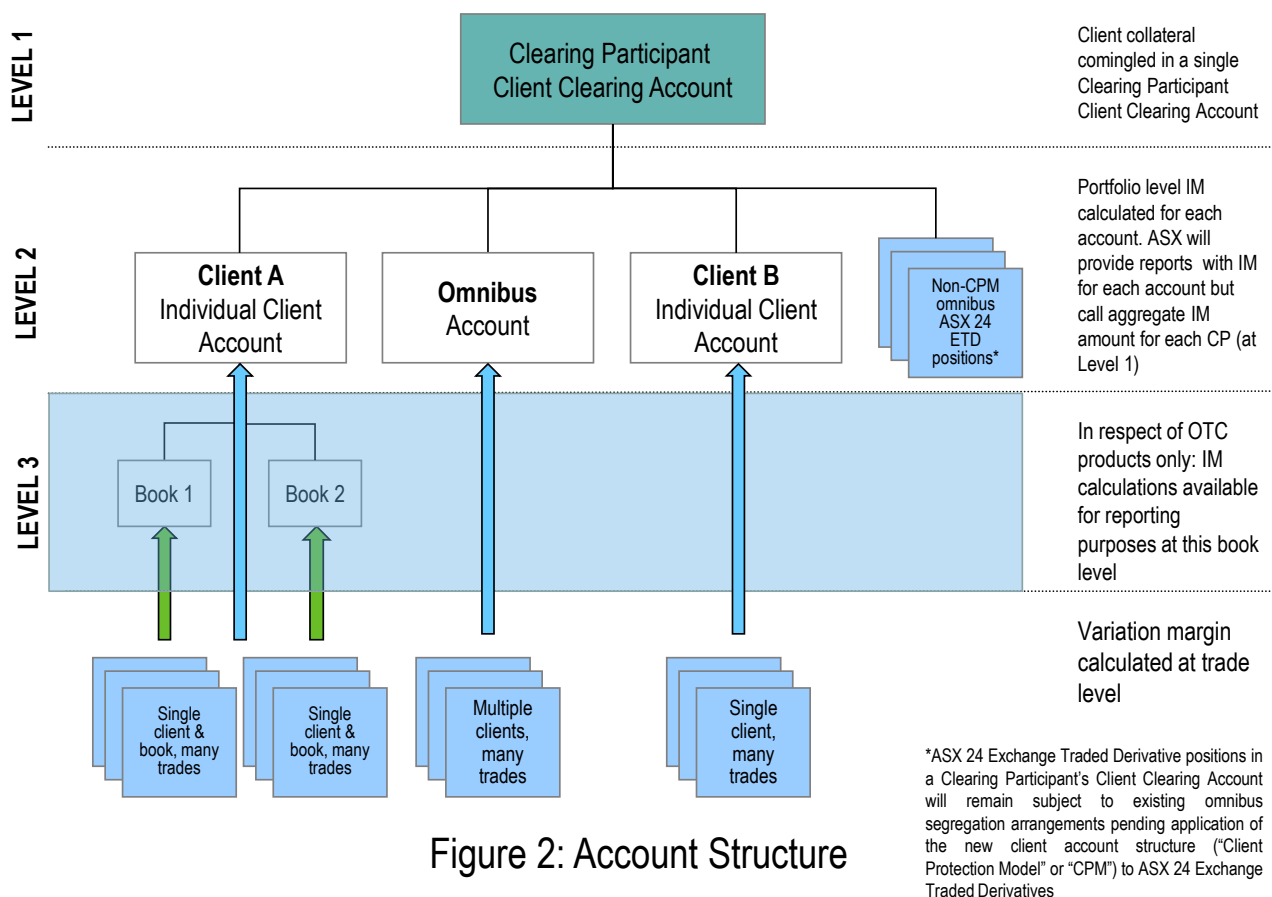 LEVEL 1
Clearing Participant
Client Clearing Account
Client collateral
comingled in a single
Clearing Participant
Client Clearing Account
LEVEL 2
Client A
Individual Client
Account
Omnibus
Account
Client B
Individual Client
Account
Non-CPM
omnibus
ASX 24
ETD
positions*
Portfolio level IM
calculated for each
account. ASX will
provide reports with IM
for each account but
call aggregate IM
amount for each CP (at
Level 1)
LEVEL 3
Book 1
Book 2
In respect of OTC
products only: IM
calculations available
for reporting
purposes at this book
level
Single
client &
book, many
trades
Single
client &
book, many
trades
Multiple
clients,
many
trades
Single
client,
many
trades
Variation margin
calculated at trade
level
*ASX 24 Exchange Traded Derivative positions in
a Clearing Participant's Client Clearing Account
will remain subject to existing omnibus
segregation arrangements pending application of
the new client account structure ("Client
Protection Model" or "CPM") to ASX 24 Exchange
Traded Derivatives
Figure 2: Account Structure